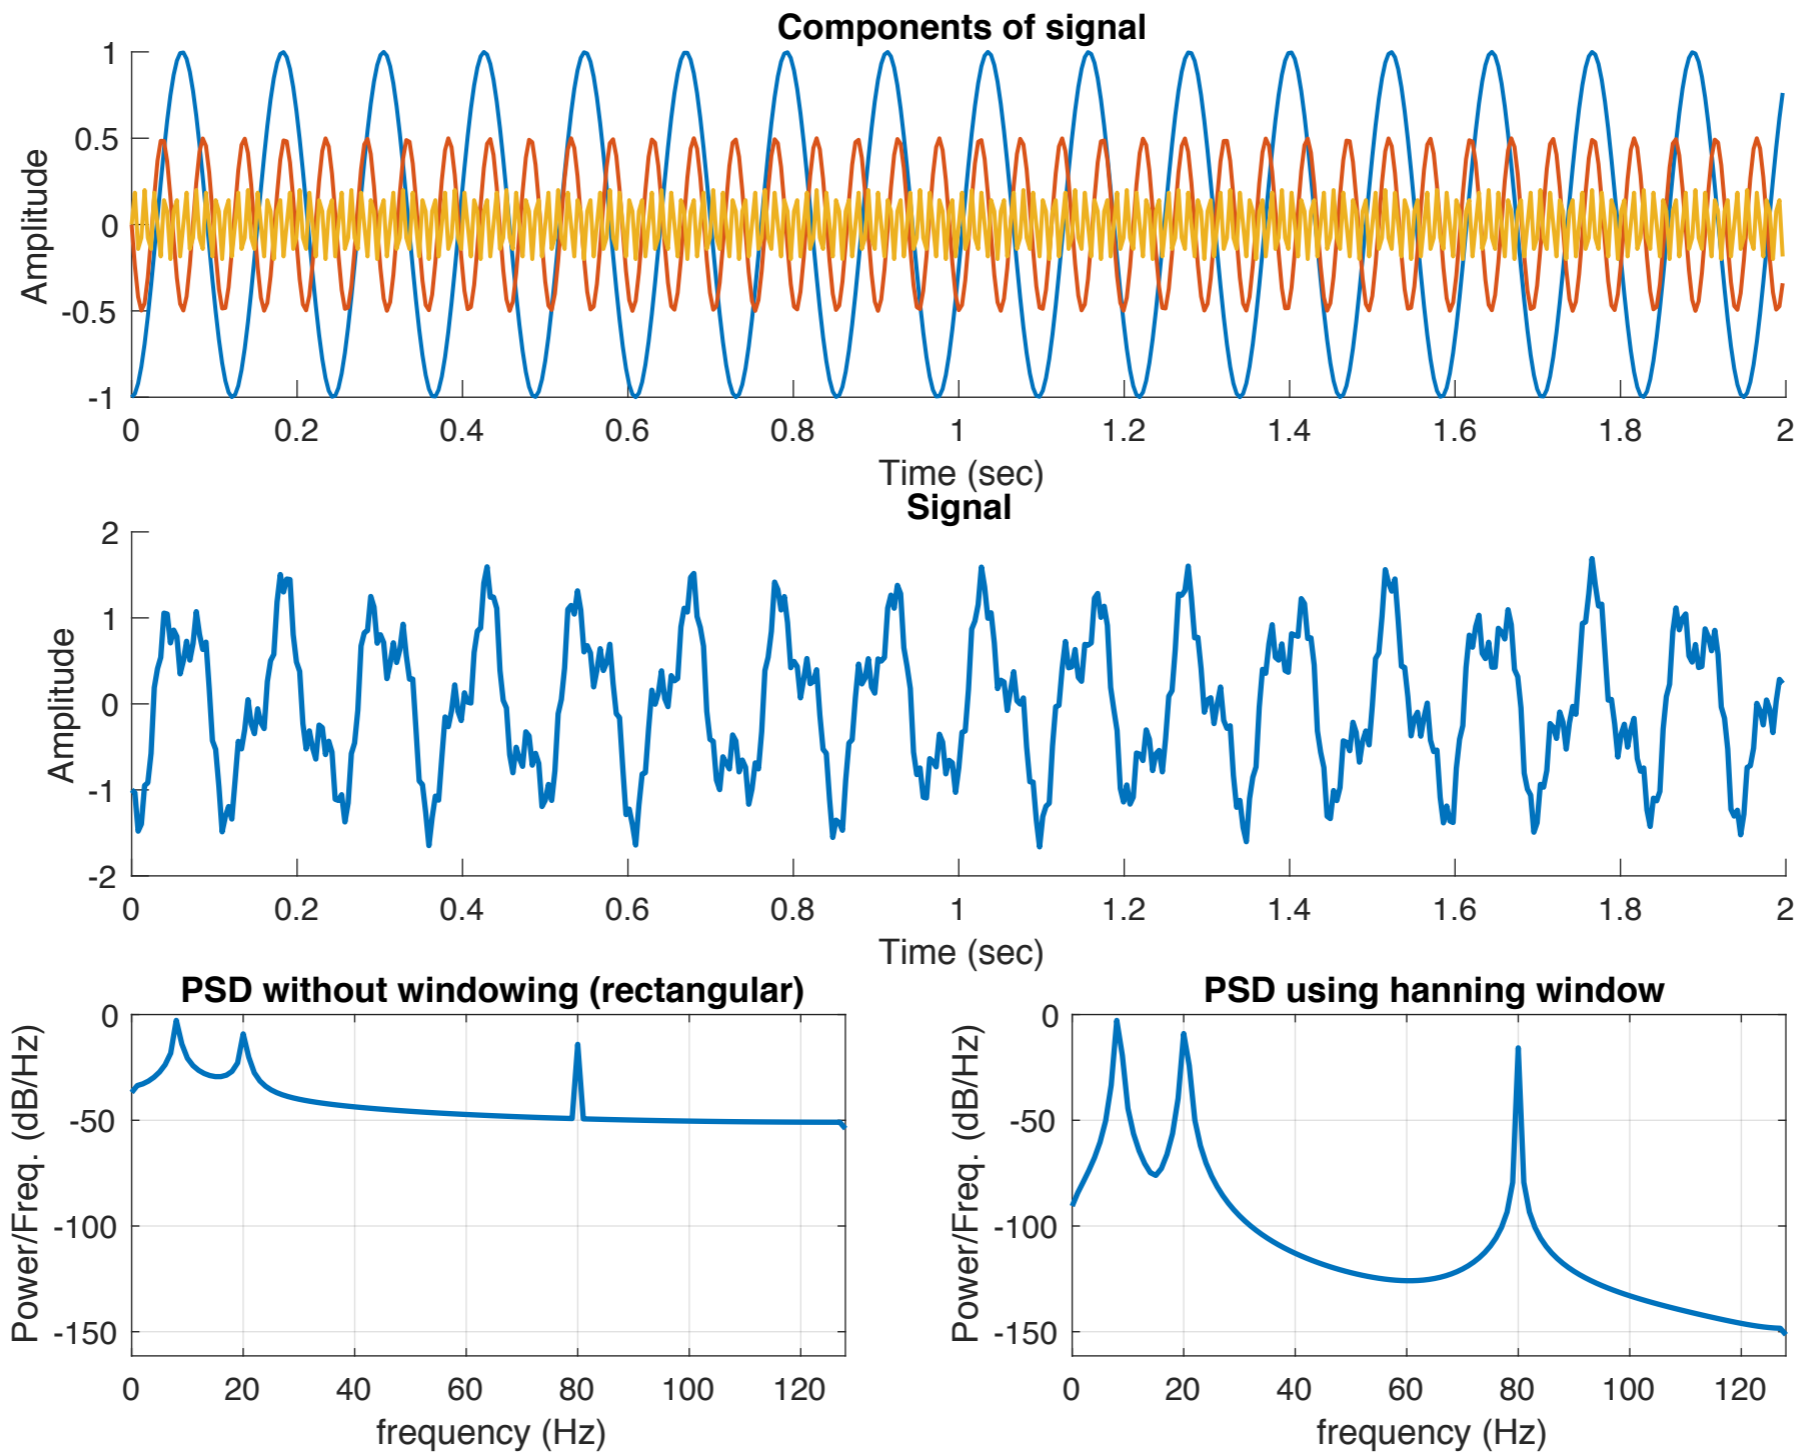 Components of signal
1
0.5
0
-0.5
-1
Amplitude
0 0.2 0.4 0.6 0.8 1 1.2 1.4 1.6 1.8 2
Time (sec)
Signal
2
1
0
-1
-2
Amplitude
0 0.2 0.4 0.6 0.8 1 1.2 1.4 1.6 1.8 2
Time (sec)
PSD without windowing (rectangular)
0
-50
-100
-150
Power/Freq. (dB/Hz)
0 20 40 60 80 100 120
frequency (Hz)
PSD using hanning window
0
-50
-100
-150
Power/Freq. (dB/Hz)
0 20 40 60 80 100 120
frequency (Hz)